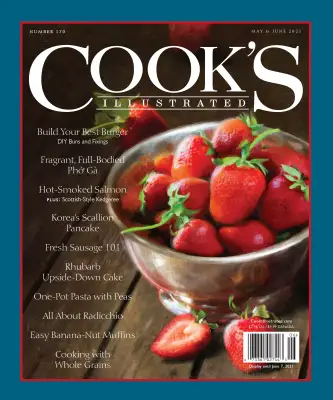 NUMBER 170
MAY & JUNE 2021
COOK'S
ILLUSTRATED
Build Your Best Burger
DIY Buns and Fixings
Fragrant, Full-Bodied
Phở Gà
Hot-Smoked Salmon
PLUS: Scottish-Style Kedgeree
Korea's Scallion
Pancake
Fresh Sausage 101
Rhubarb
Upside-Down Cake
One-Pot Pasta with Peas
All About Radicchio
Easy Banana-Nut Muffins
Cooking with
Whole Grains
Display until June 7, 2021